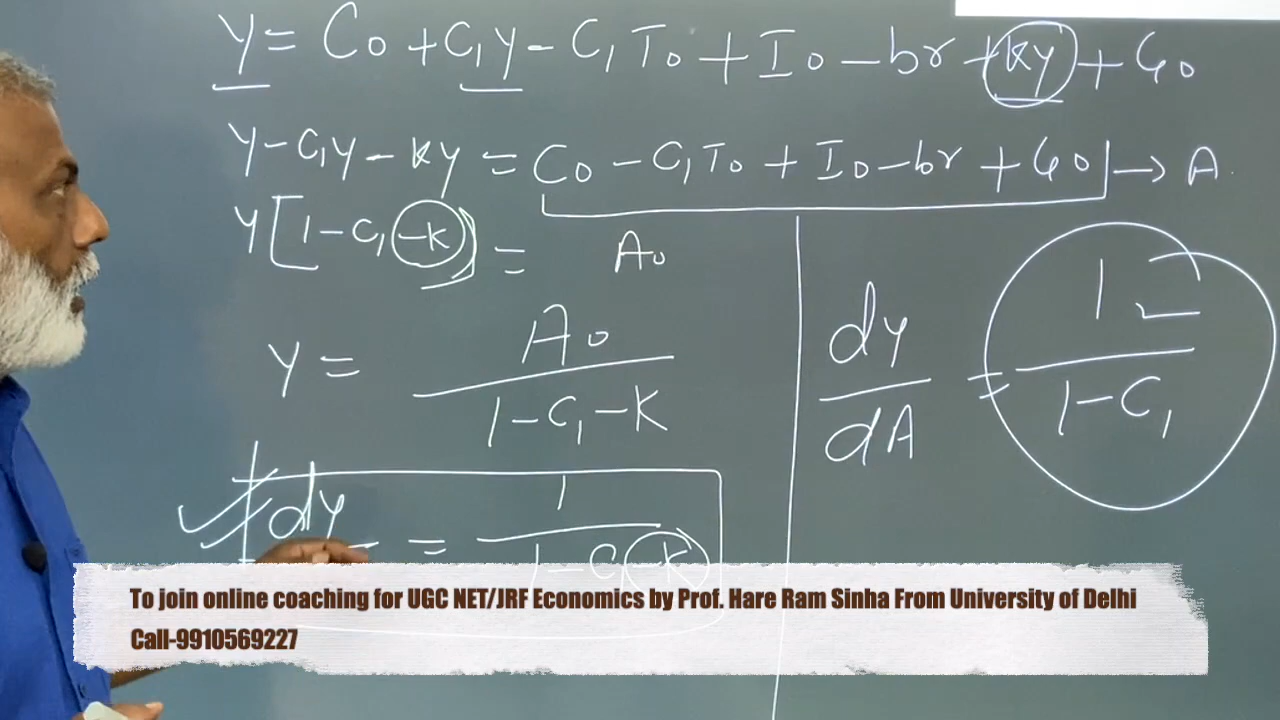 Y = C₀ + C₁Y - C₁T₀ + I₀ - br + KY + G₀
Y - C₁Y - KY = C₀ - C₁T₀ + I₀ - br + G₀ → A
Y [1 - C₁ - K] = A₀
Y = A₀ / 1 - C₁ - K
dy / dA = 1 / 1 - C₁
dy = 1 / 1 - C₁ - K
To join online coaching for UGC NET/JRF Economics by Prof. Hare Ram Sinha From University of Delhi
Call-9910569227